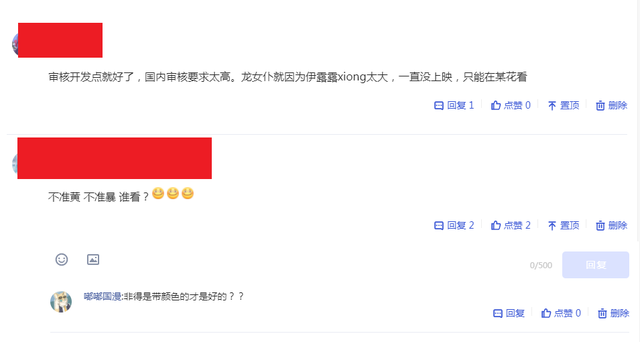 审核开发点就好了，国内审核要求太高。龙女仆就因为伊露露xiong太大，一直没上映，只能在某花看
回复 1 点赞 0 置顶 删除
不准黄 不准暴 谁看？
回复 2 点赞 2 置顶 删除
0/500 回复
嘟嘟国漫:非得是带颜色的才是好的？？
回复 点赞 0 删除